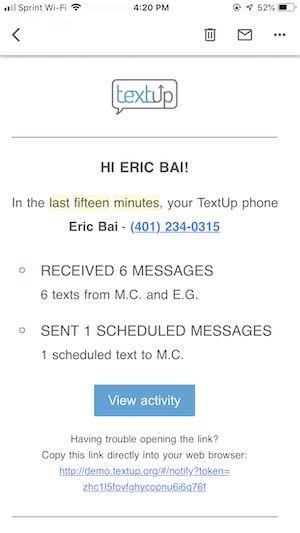 Sprint Wi-Fi 4:20 PM 52%
textup
HI ERIC BAI!
In the last fifteen minutes, your TextUp phone
Eric Bai - (401) 234-0315
RECEIVED 6 MESSAGES
6 texts from M.C. and E.G.
SENT 1 SCHEDULED MESSAGES
1 scheduled text to M.C.
View activity
Having trouble opening the link?
Copy this link directly into your web browser:
http://demo.textup.org/#/notify?token=
zhc1l5fovfghycopnu6i6q76f